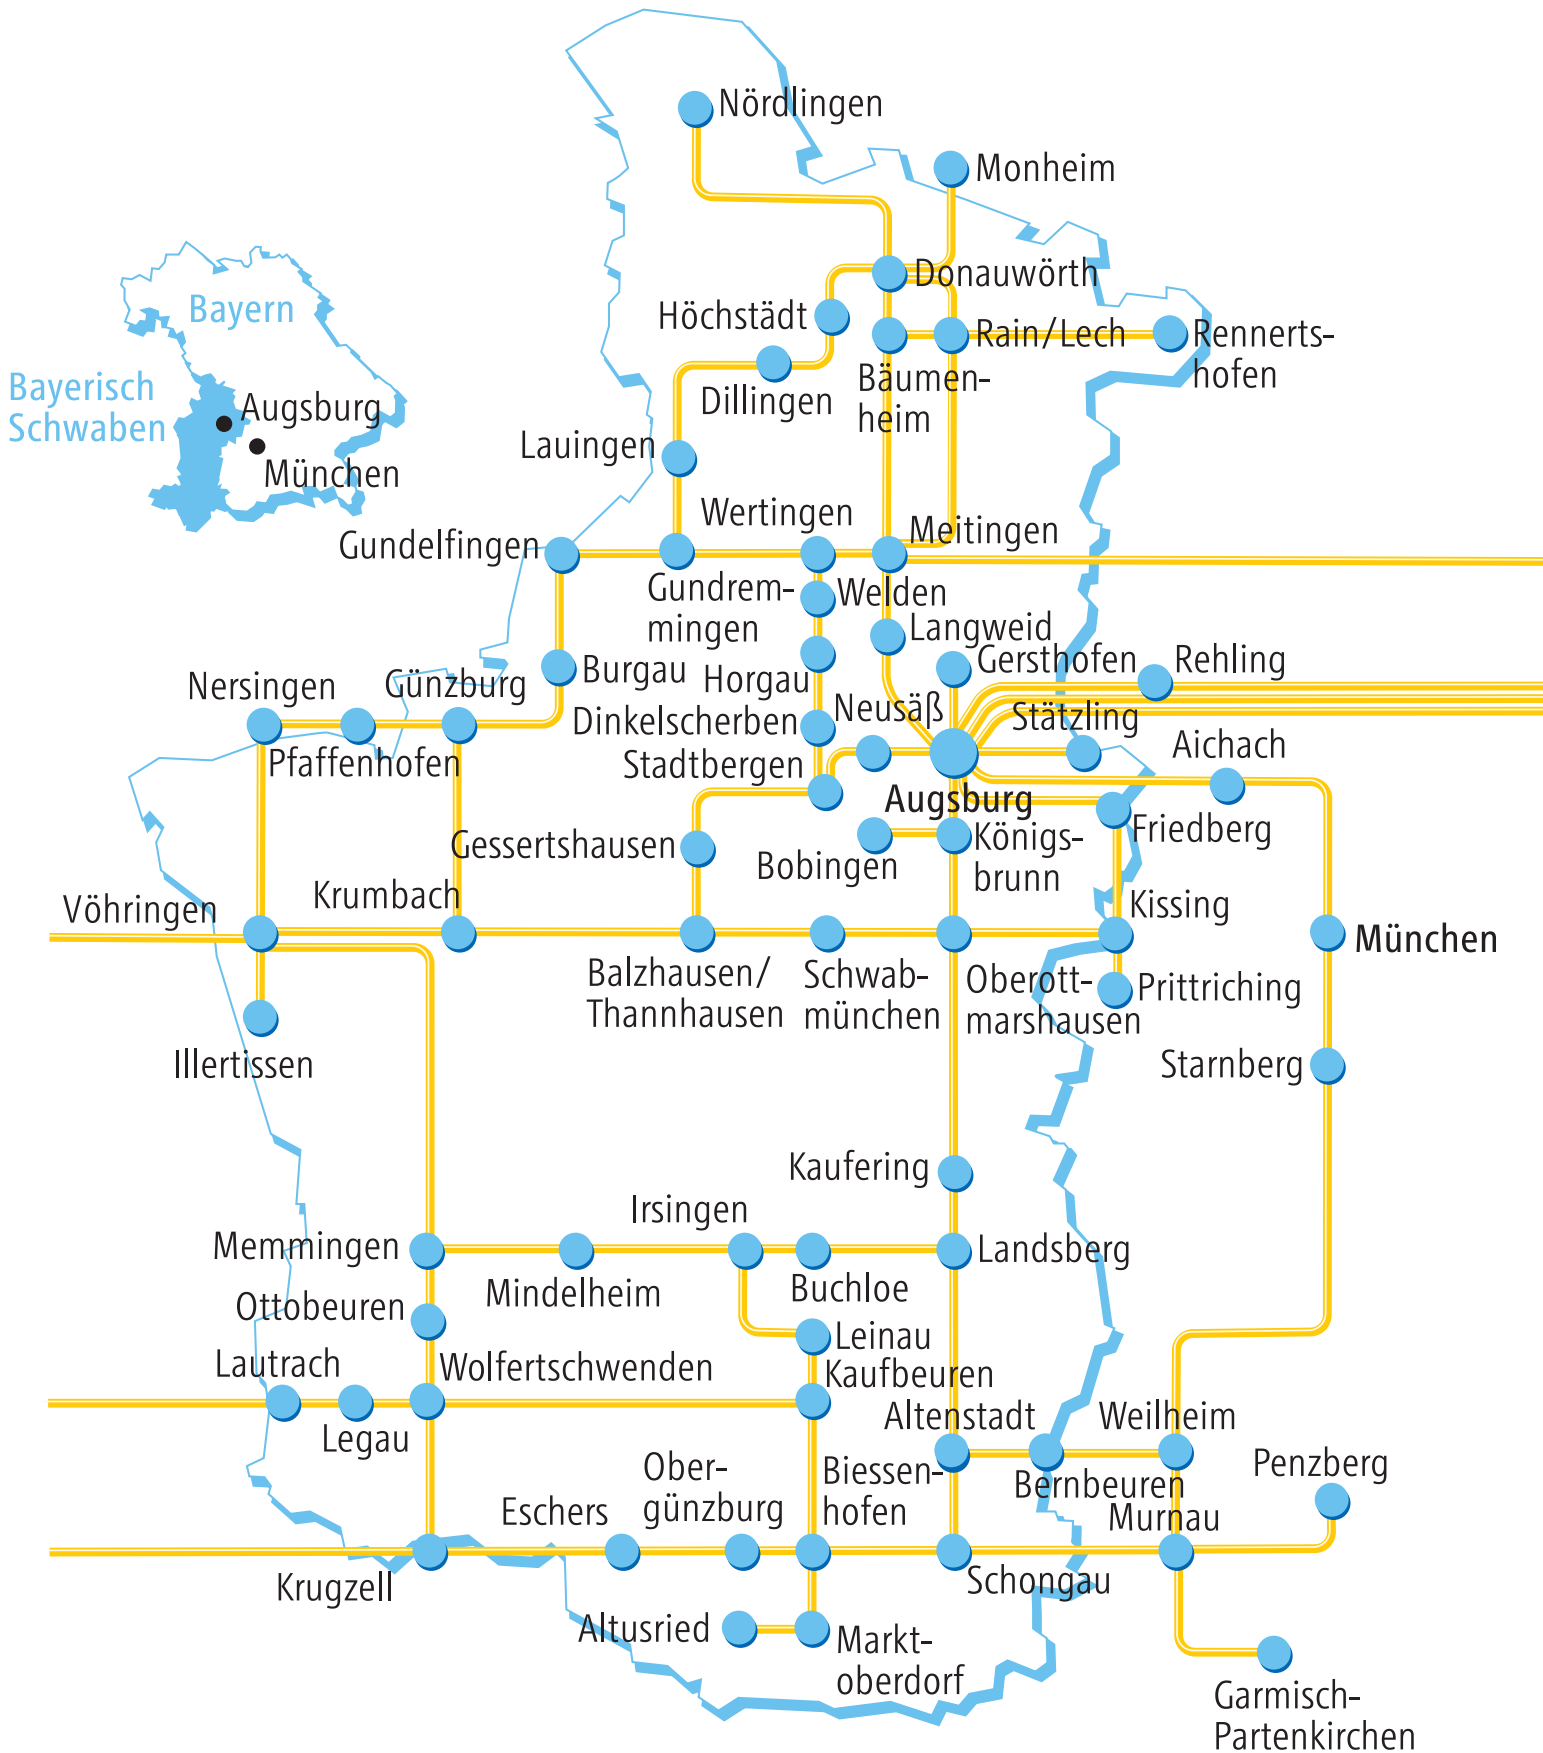 Nördlingen
Monheim
Donauwörth
Bayern
Höchstädt
Rain/Lech
Rennerts-
hofen
Bayerisch
Schwaben
Augsburg
München
Dillingen
Bäumen-
heim
Lauingen
Wertingen
Meitingen
Gundelfingen
Gundrem-
mingen
Welden
Langweid
Gersthofen
Rehling
Nersingen
Günzburg
Burgau
Horgau
Neusäß
Stätzling
Dinkelscherben
Pfaffenhofen
Stadtbergen
Aichach
Augsburg
Friedberg
Gessertshausen
Bobingen
Königs-
brunn
Vöhringen
Krumbach
Kissing
München
Balzhausen/
Thannhausen
Schwab-
münchen
Oberott-
marshausen
Prittriching
Illertissen
Starnberg
Kaufering
Irsingen
Memmingen
Landsberg
Mindelheim
Buchloe
Ottobeuren
Leinau
Lautrach
Wolfertschwenden
Kaufbeuren
Legau
Altenstadt
Weilheim
Ober-
günzburg
Biessen-
hofen
Bernbeuren
Penzberg
Eschers
Murnau
Krugzell
Schongau
Altusried
Markt-
oberdorf
Garmisch-
Partenkirchen